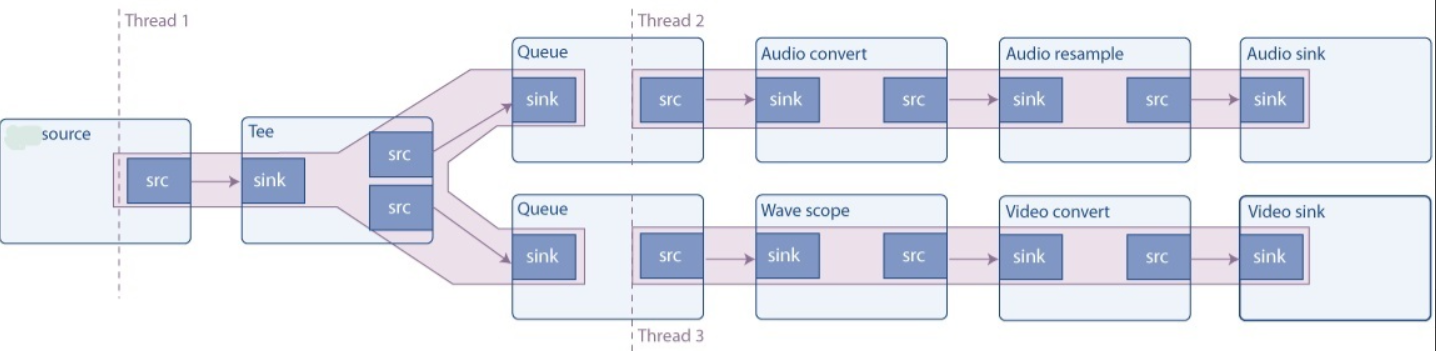 Thread 1
Thread 2
Queue
Audio convert
Audio resample
Audio sink
sink
src
sink
src
sink
src
sink
source
Tee
src
src
sink
src
Queue
Wave scope
Video convert
Video sink
sink
src
sink
src
sink
src
sink
Thread 3